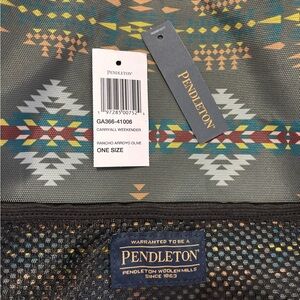 PENDLETON
PENDLETON
GA366-41006
CARRYALL WEEKENDER
RANCHO ARROYO OLIVE
ONE SIZE
WARRANTED TO BE A
PENDLETON
PENDLETON WOOLEN MILLS
SINCE 1863